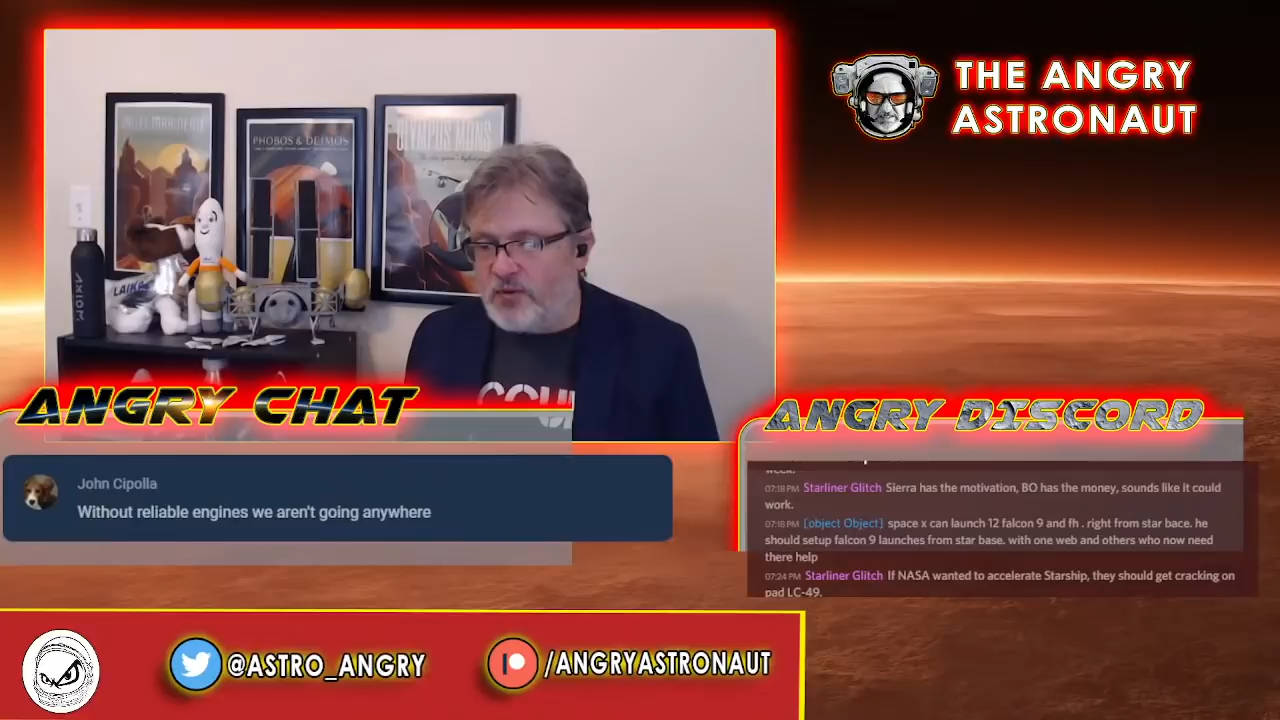 THE ANGRY
ASTRONAUT
PHOBOS & DEIMOS
OLYMPUS MONS
AXIOM
LAIKA
ANGRY CHAT
John Cipolla
Without reliable engines we aren't going anywhere
ANGRY DISCORD
week.
07:18 PM Starliner Glitch Sierra has the motivation, BO has the money, sounds like it could
work.
07:18 PM [object Object] space x can launch 12 falcon 9 and fh . right from star bace. he
should setup falcon 9 launches from star base. with one web and others who now need
there help
07:24 PM Starliner Glitch If NASA wanted to accelerate Starship, they should get cracking on
pad LC-49.
@ASTRO_ANGRY
/ANGRYASTRONAUT